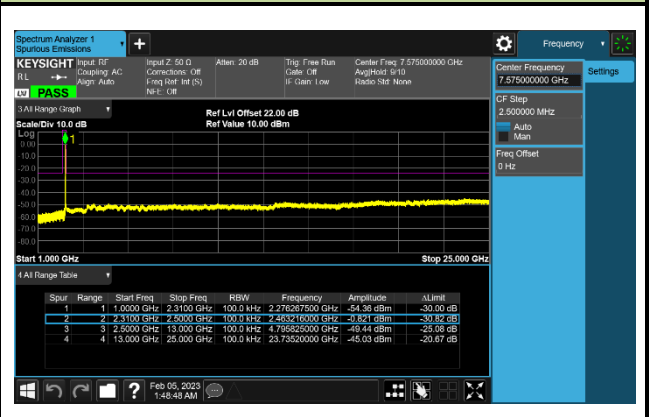 Spectrum Analyzer 1
Spurious Emissions
Frequency
KEYSIGHT Input: RF Input Z: 50 Ω Atten: 20 dB Trig: Free Run Center Freq: 7.575000000 GHz
RL Coupling: AC Corrections: Off Gate: Off Avg|Hold: 9/10
Align: Auto Freq Ref: Int (S) IF Gain: Low Radio Std: None
LW PASS NFE: Off
Center Frequency
7.575000000 GHz
Settings
CF Step
2.500000 MHz
Auto
Man
Freq Offset
0 Hz
3 All Range Graph
Ref Lvl Offset 22.00 dB
Scale/Div 10.0 dB Ref Value 10.00 dBm
Log
1
0.00
-10.0
-20.0
-30.0
-40.0
-50.0
-60.0
-70.0
-80.0
Start 1.000 GHz Stop 25.000 GHz
4 All Range Table
Spur Range Start Freq Stop Freq RBW Frequency Amplitude ΔLimit
1 1 1.0000 GHz 2.3100 GHz 100.0 kHz 2.276267500 GHz -54.36 dBm -30.00 dB
2 2 2.3100 GHz 2.5000 GHz 100.0 kHz 2.463216000 GHz -0.821 dBm -30.82 dB
3 3 2.5000 GHz 13.000 GHz 100.0 kHz 4.795825000 GHz -49.44 dBm -25.08 dB
4 4 13.000 GHz 25.000 GHz 100.0 kHz 23.73520000 GHz -45.03 dBm -20.67 dB
Feb 05, 2023
1:48:48 AM